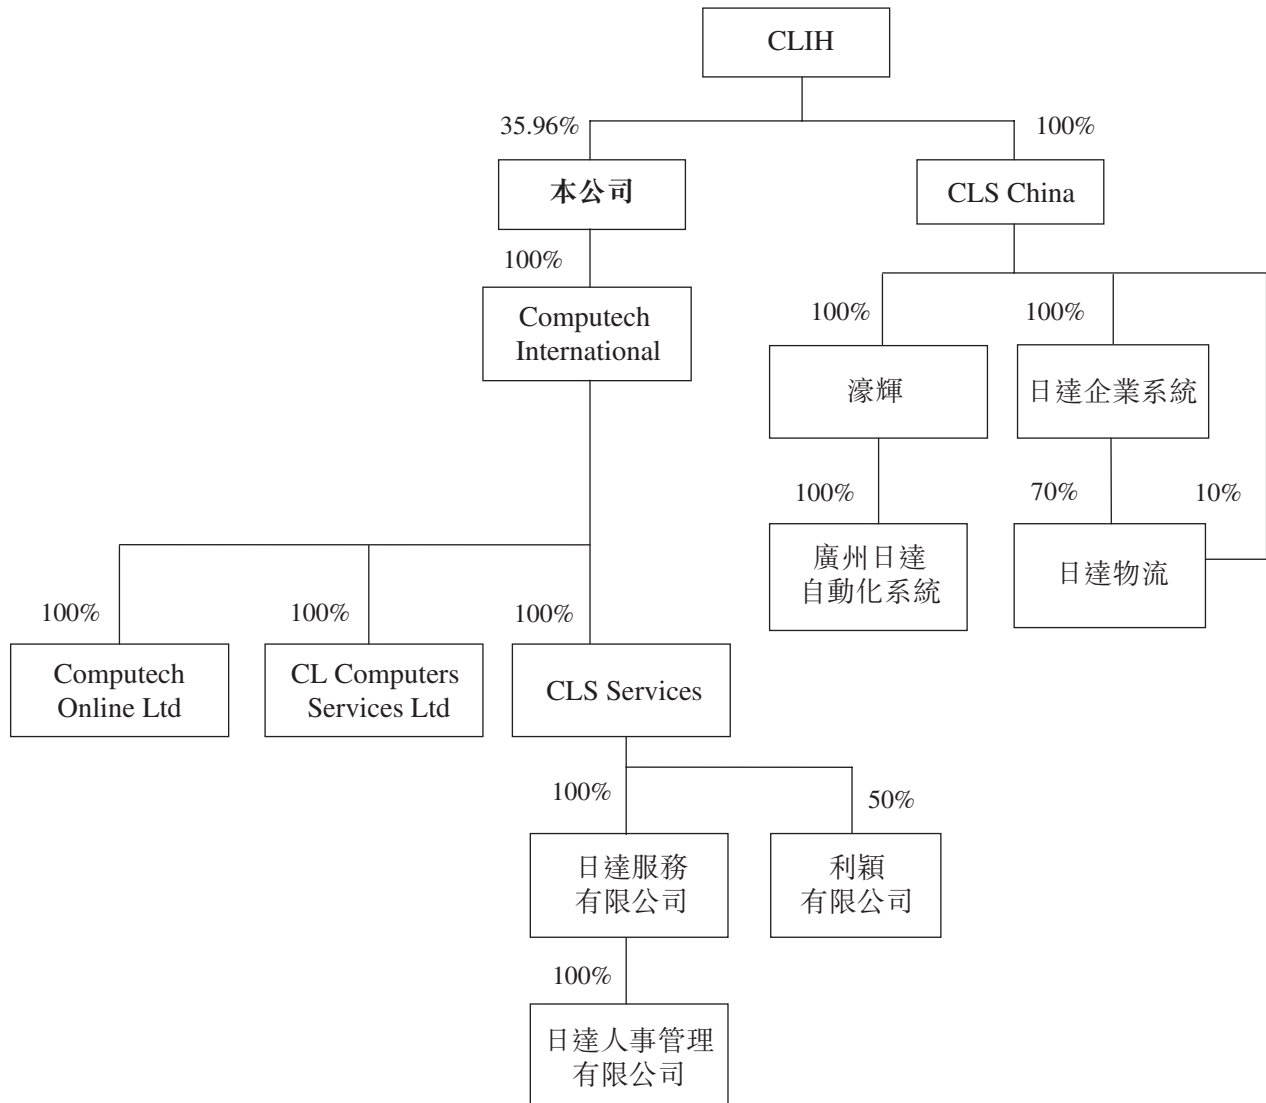 CLIH
35.96%
100%
本公司
CLS China
100%
Computech
International
100%
100%
濠輝
日達企業系統
100%
70%
10%
廣州日達
自動化系統
日達物流
100%
100%
100%
Computech
Online Ltd
CL Computers
Services Ltd
CLS Services
100%
50%
日達服務
有限公司
利穎
有限公司
100%
日達人事管理
有限公司